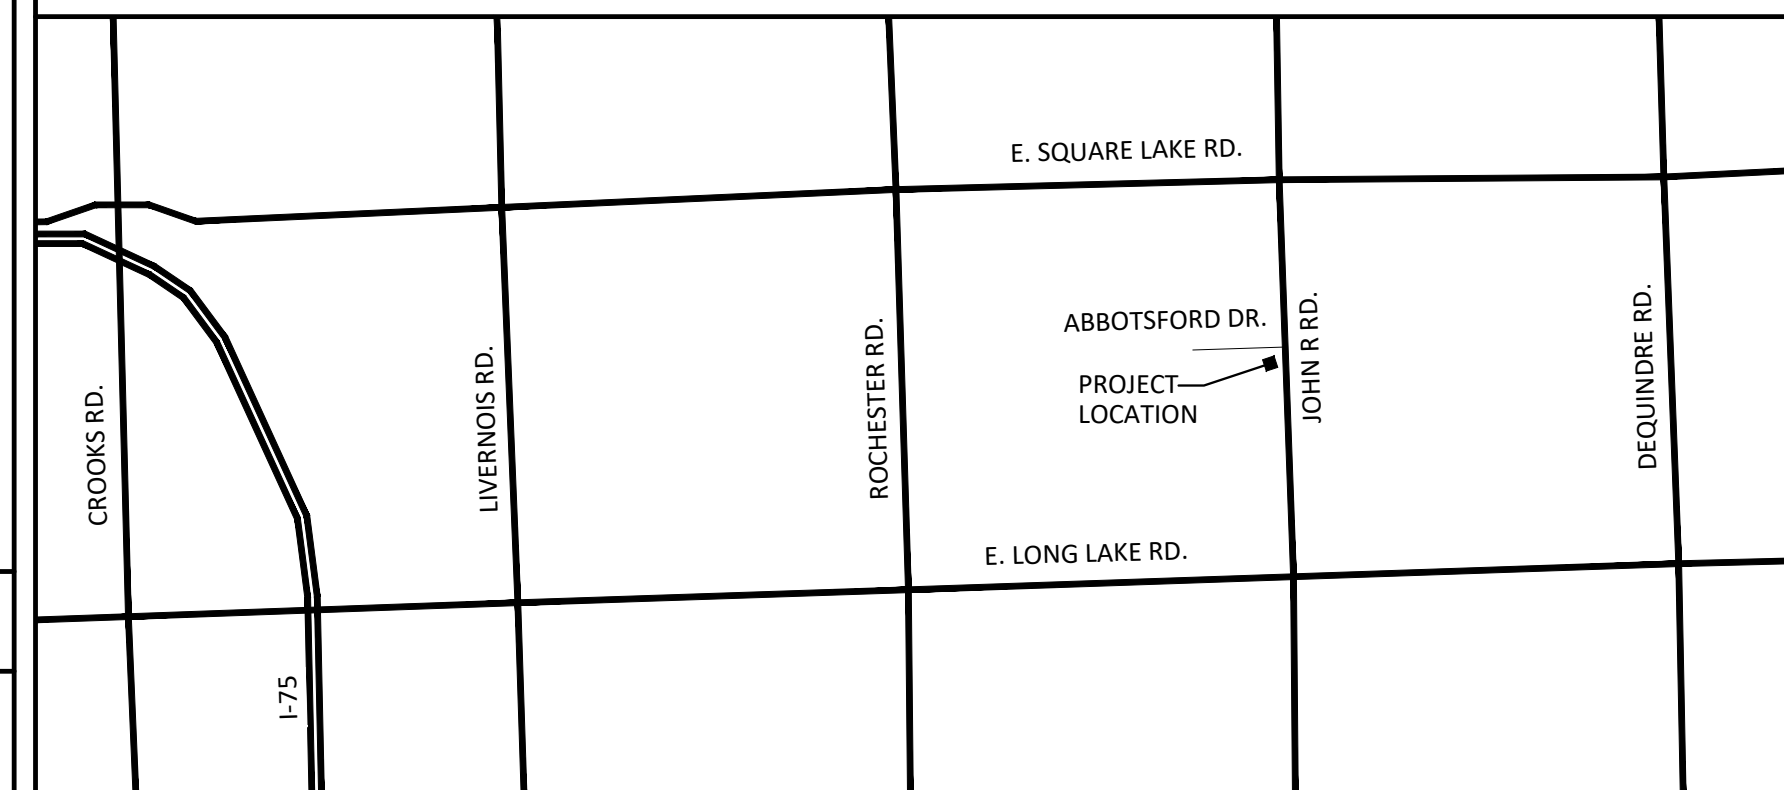 E. SQUARE LAKE RD.
ABBOTSFORD DR.
PROJECT
LOCATION
JOHN R RD.
DEQUINDRE RD.
ROCHESTER RD.
LIVERNOIS RD.
CROOKS RD.
E. LONG LAKE RD.
I-75